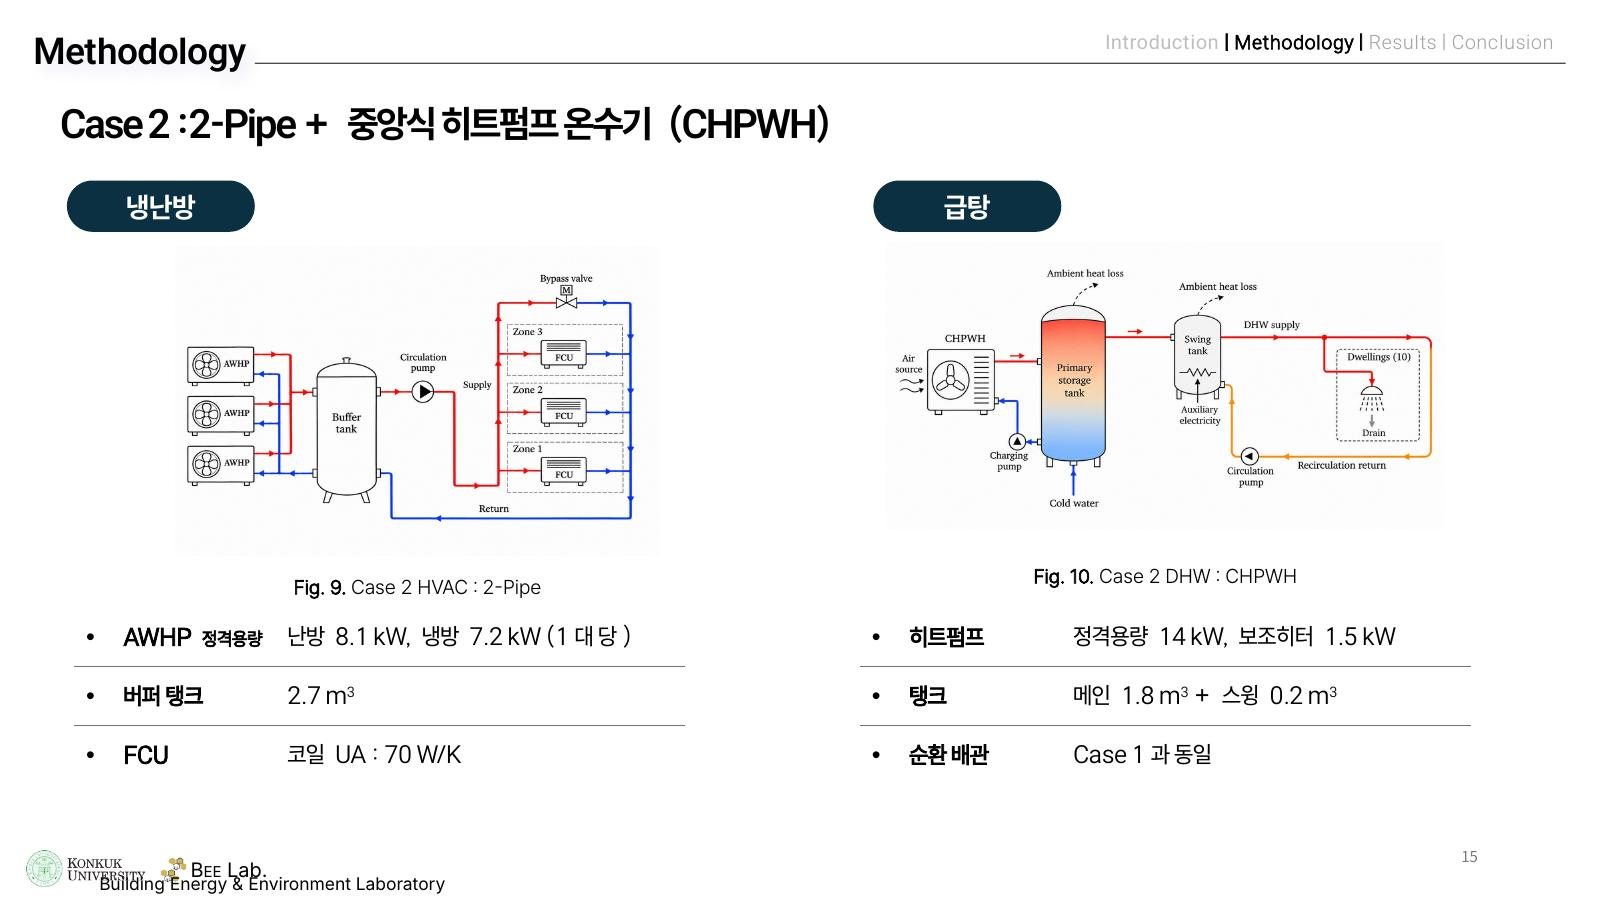 Methodology
Introduction | Methodology | Results | Conclusion
Case 2 :2-Pipe + 중앙식 히트펌프 온수기 (CHPWH)
냉난방
Bypass valve
M
Zone 3
FCU
AWHP
Circulation
pump
Supply
Zone 2
FCU
AWHP
Buffer
tank
Zone 1
FCU
AWHP
Return
Fig. 9. Case 2 HVAC : 2-Pipe
• AWHP 정격용량 난방 8.1 kW, 냉방 7.2 kW (1 대 당 )
• 버퍼 탱크 2.7 m³
• FCU 코일 UA : 70 W/K
급탕
Ambient heat loss
Ambient heat loss
DHW supply
CHPWH
Air
source
Primary
storage
tank
Swing
tank
Dwellings (10)
Auxiliary
electricity
Drain
Charging
pump
Circulation
pump
Recirculation return
Cold water
Fig. 10. Case 2 DHW : CHPWH
• 히트펌프 정격용량 14 kW, 보조히터 1.5 kW
• 탱크 메인 1.8 m³ + 스윙 0.2 m³
• 순환 배관 Case 1 과 동일
KONKUK
UNIVERSITY
BEE Lab.
Building Energy & Environment Laboratory
15